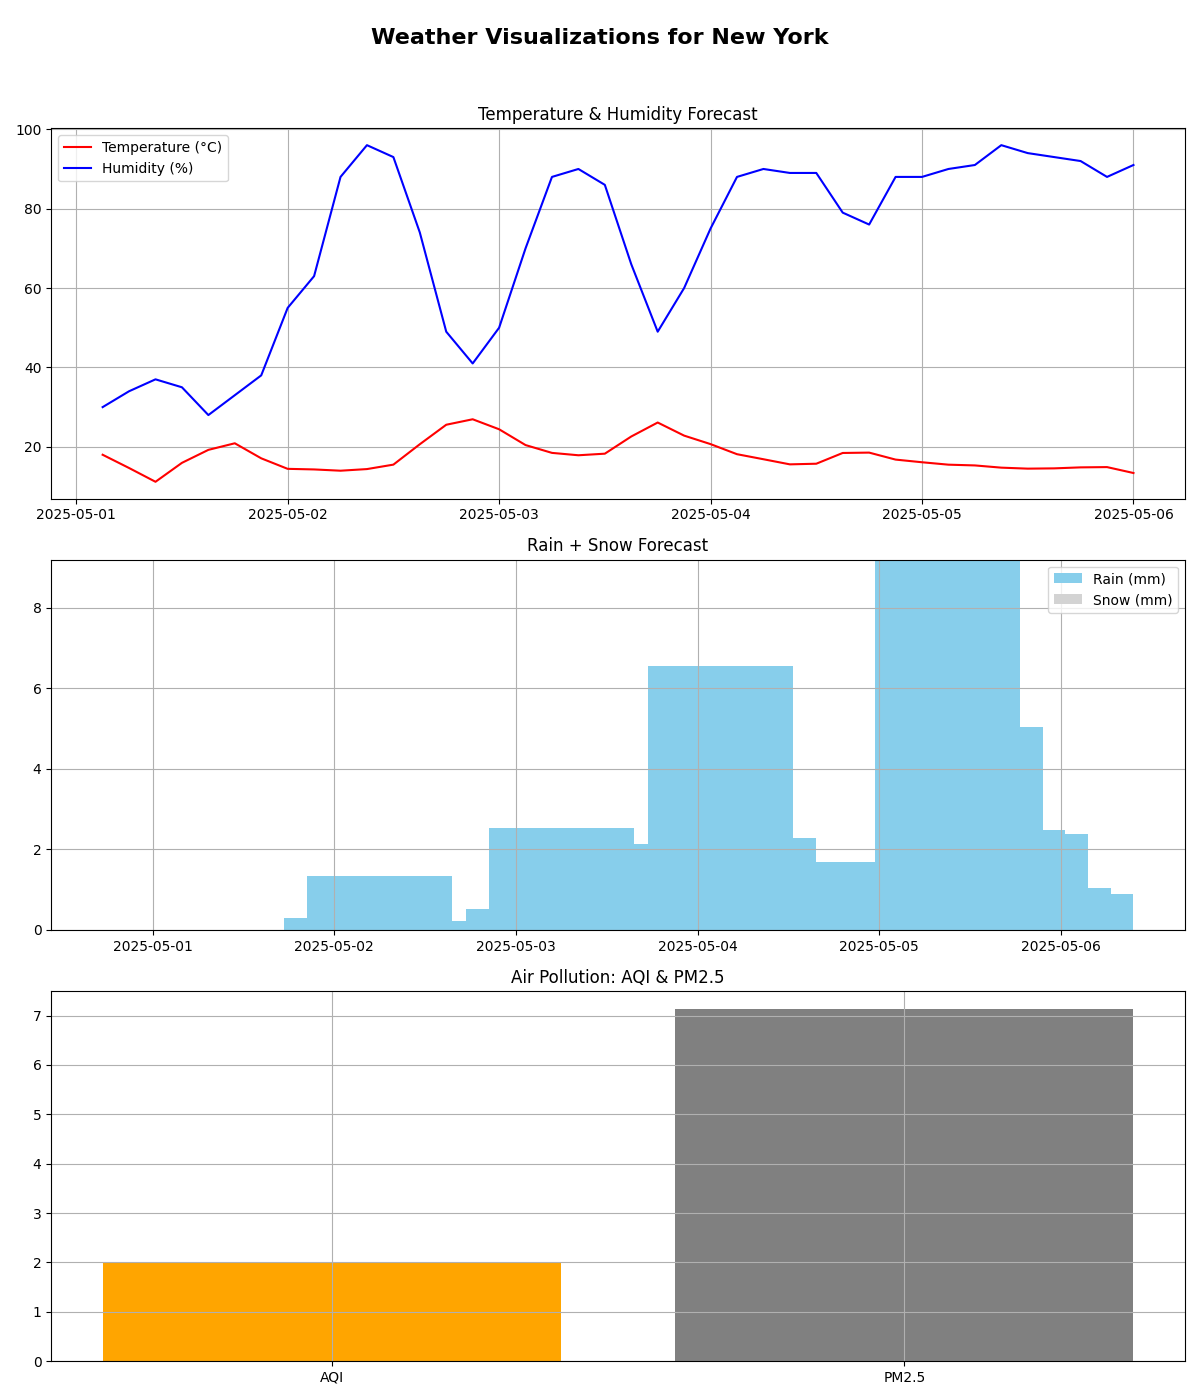 Weather Visualizations for New York
Temperature & Humidity Forecast
Temperature (°C)
Humidity (%)
100
80
60
40
20
2025-05-01 2025-05-02 2025-05-03 2025-05-04 2025-05-05 2025-05-06
Rain + Snow Forecast
Rain (mm)
Snow (mm)
8
6
4
2
0
2025-05-01 2025-05-02 2025-05-03 2025-05-04 2025-05-05 2025-05-06
Air Pollution: AQI & PM2.5
7
6
5
4
3
2
1
0
AQI PM2.5